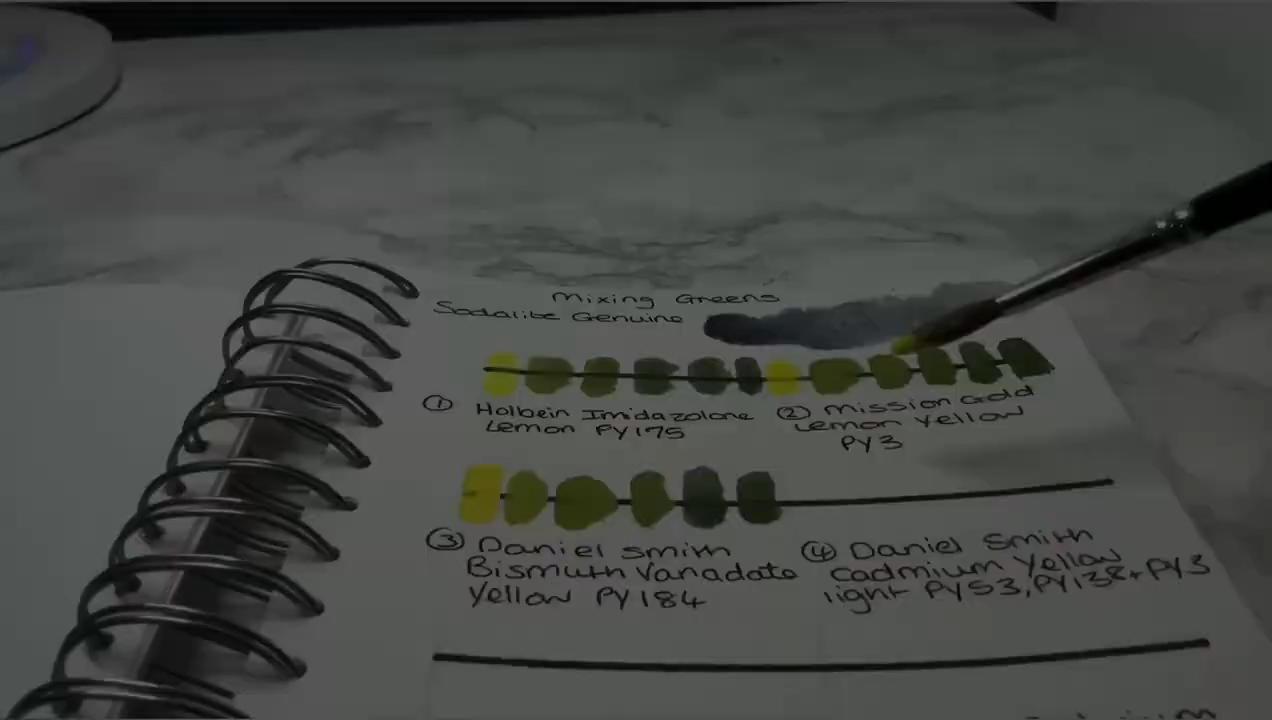 Mixing Greens
Sodalite Genuine
① Holbein Imidazolone
Lemon PY175
② Mission Gold
Lemon Yellow
PY3
③ Daniel Smith
Bismuth Vanadate
Yellow PY184
④ Daniel Smith
Cadmium Yellow
light PY53, PY138+PY3